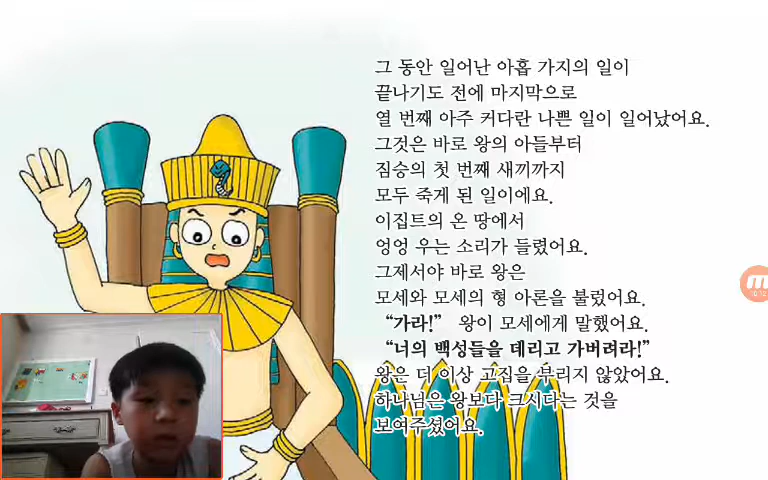 그 동안 일어난 아홉 가지의 일이
끝나기도 전에 마지막으로
열 번째 아주 커다란 나쁜 일이 일어났어요.
그것은 바로 왕의 아들부터
짐승의 첫 번째 새끼까지
모두 죽게 된 일이에요.
이집트의 온 땅에서
엉엉 우는 소리가 들렸어요.
그제서야 바로 왕은
모세와 모세의 형 아론을 불렀어요.
“가라!” 왕이 모세에게 말했어요.
“너의 백성들을 데리고 가버려라!”
왕은 더 이상 고집을 부리지 않았어요.
하나님은 왕보다 크시다는 것을
보여주셨어요.